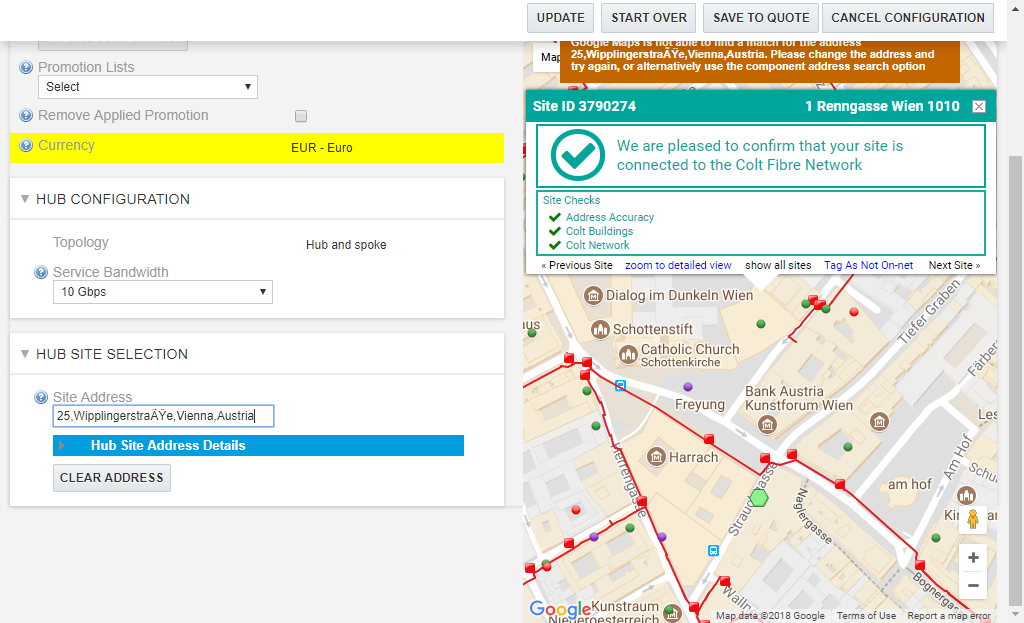 UPDATE
START OVER
SAVE TO QUOTE
CANCEL CONFIGURATION
Promotion Lists
Select
Remove Applied Promotion
Currency
EUR - Euro
HUB CONFIGURATION
Topology
Hub and spoke
Service Bandwidth
10 Gbps
HUB SITE SELECTION
Site Address
25,WipplingerstraÃŸe,Vienna,Austria
Hub Site Address Details
CLEAR ADDRESS
Map
Google Maps is not able to find a match for the address
25,WipplingerstraÃŸe,Vienna,Austria. Please change the address and
try again, or alternatively use the component address search option
Site ID 3790274
1 Renngasse Wien 1010
We are pleased to confirm that your site is
connected to the Colt Fibre Network
Site Checks
Address Accuracy
Colt Buildings
Colt Network
« Previous Site
zoom to detailed view
show all sites
Tag As Not On-net
Next Site »
Dialog im Dunkeln Wien
Tiefer Graben
Schottenstift
Catholic Church
Schottenkirche
Bank Austria
Kunstforum Wien
Freyung
Herrengasse
Harrach
Am Hof
am hof
Naglergasse
Bognergasse
Kunstraum
Niederoesterreich
Google
Map data ©2018 Google
Terms of Use
Report a map error